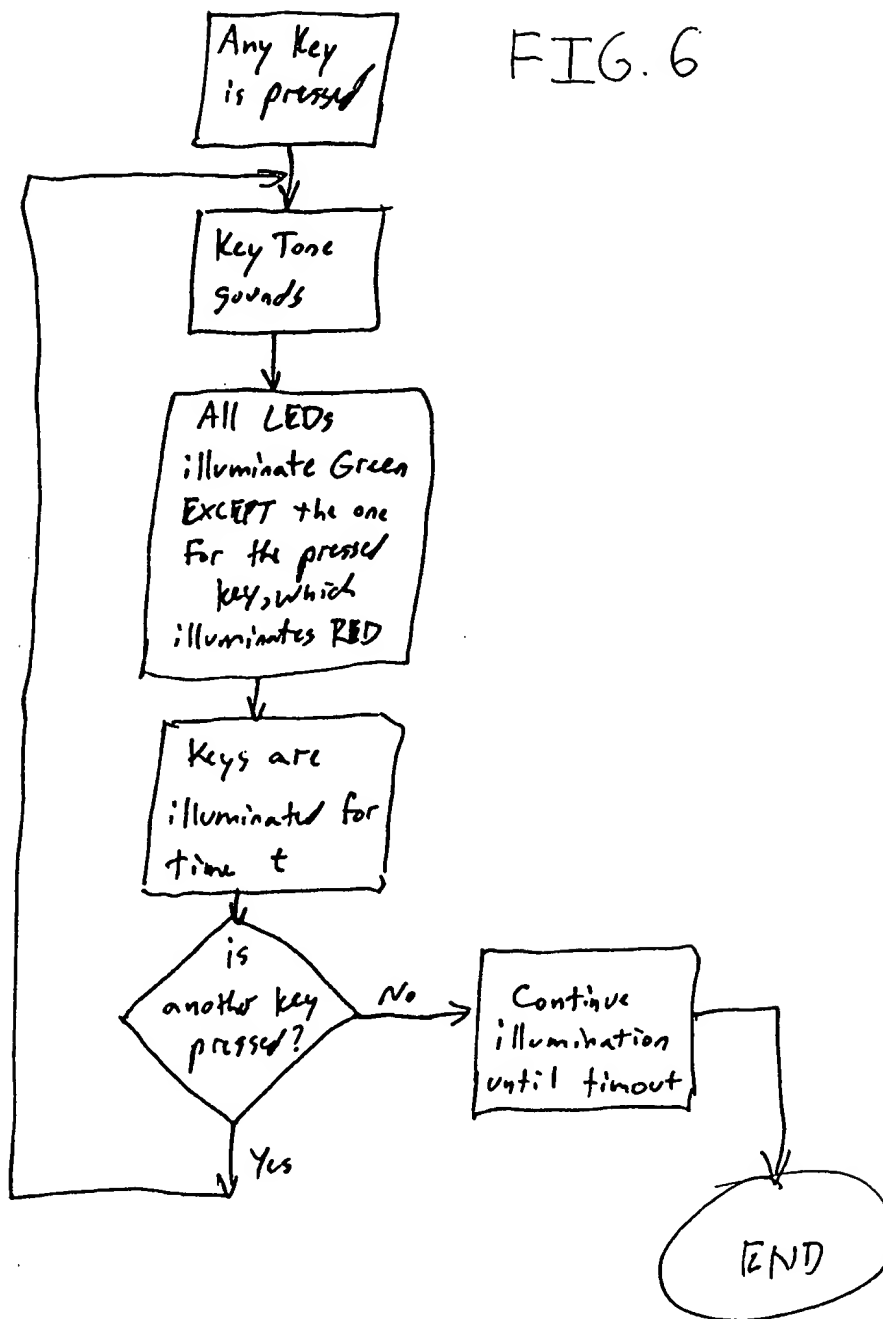 FIG. 6
Any Key
is pressed
Key Tone
sounds
All LEDs
illuminate Green
EXCEPT the one
For the pressed
key, which
illuminates RED
Keys are
illuminated for
time t
is
another key
pressed?
No
Continue
illumination
until timout
Yes
END